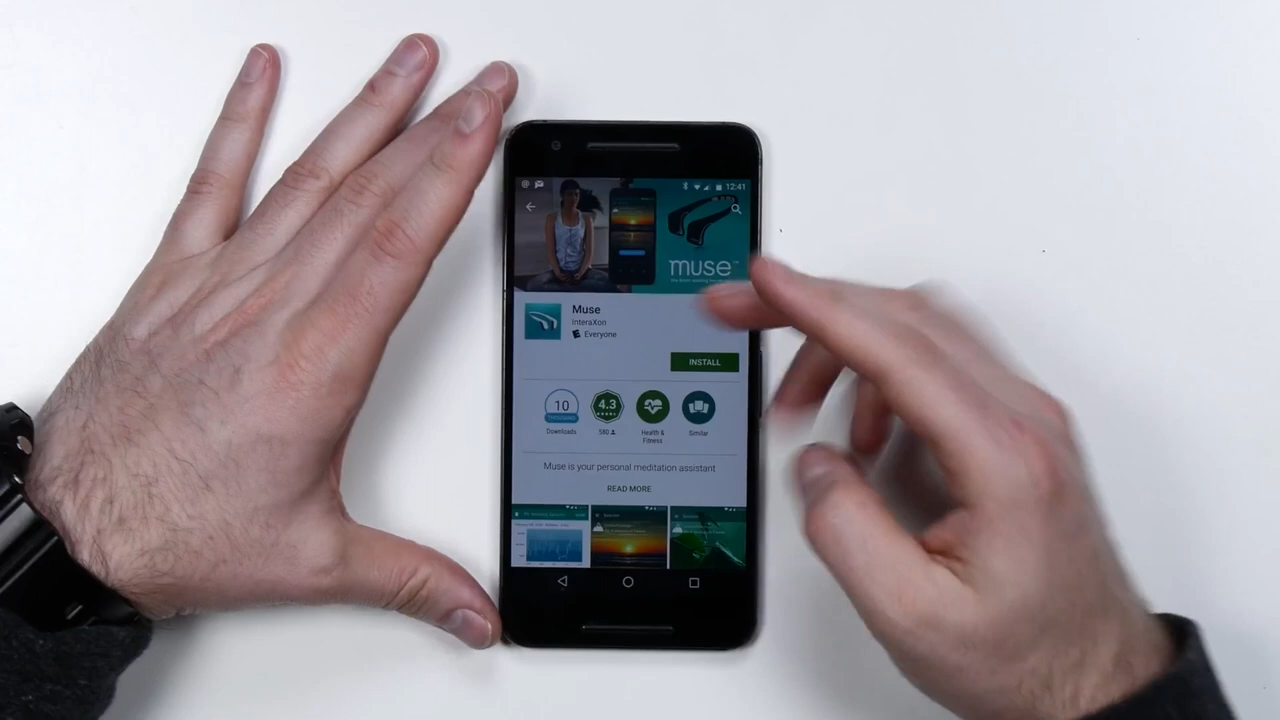 12:41
muse
Muse
InteraXon
Everyone
INSTALL
10
THOUSAND
Downloads
4.3
580
Health &
Fitness
Similar
Muse is your personal meditation assistant
READ MORE